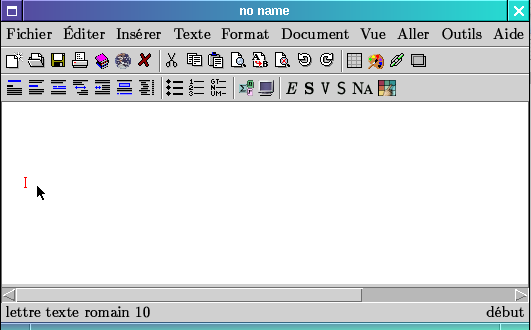 no name
Fichier Éditer Insérer Texte Format Document Vue Aller Outils Aide
E S V S NA
lettre texte romain 10
début